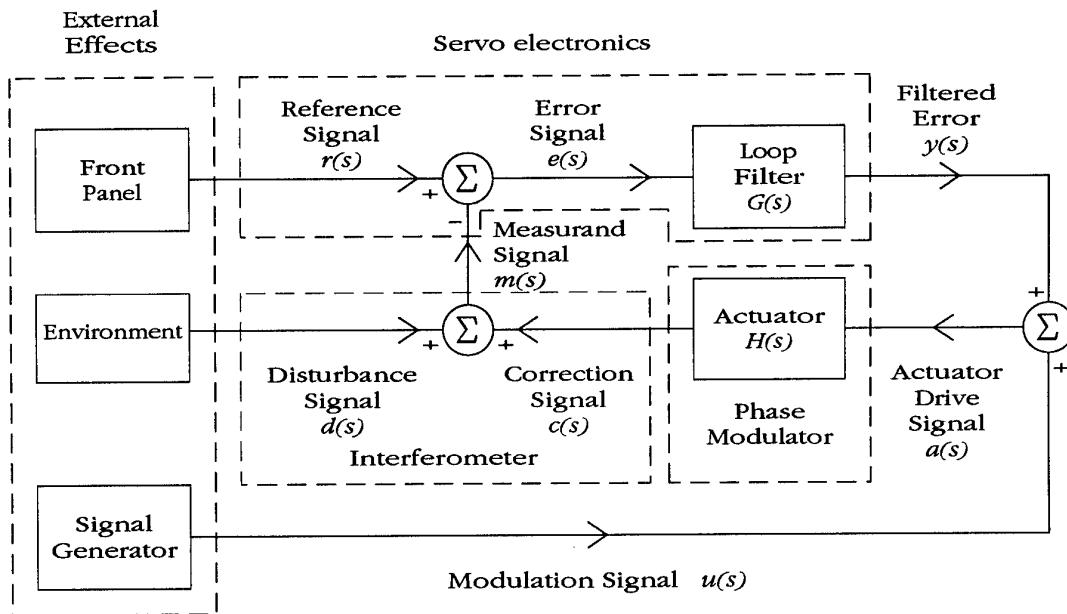 External
Effects
Servo electronics
Front
Panel
Reference
Signal
r(s)
+
Σ
−
Error
Signal
e(s)
Loop
Filter
G(s)
Filtered
Error
y(s)
Measurand
Signal
m(s)
Environment
+
Σ
+
Disturbance
Signal
d(s)
Correction
Signal
c(s)
Interferometer
Actuator
H(s)
Phase
Modulator
+
Σ
+
Actuator
Drive
Signal
a(s)
Signal
Generator
Modulation Signal u(s)